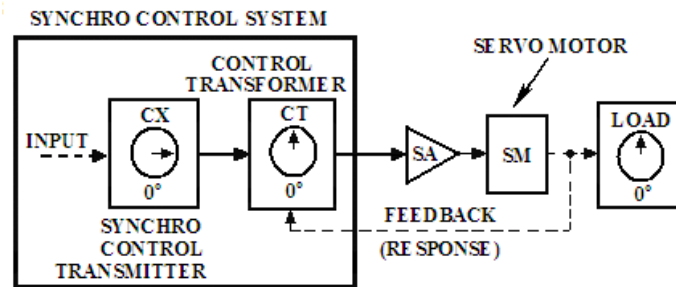 SYNCHRO CONTROL SYSTEM
SERVO MOTOR
CONTROL
TRANSFORMER
CX
CT
LOAD
INPUT
SA
SM
0°
0°
0°
SYNCHRO
CONTROL
TRANSMITTER
FEEDBACK
(RESPONSE)